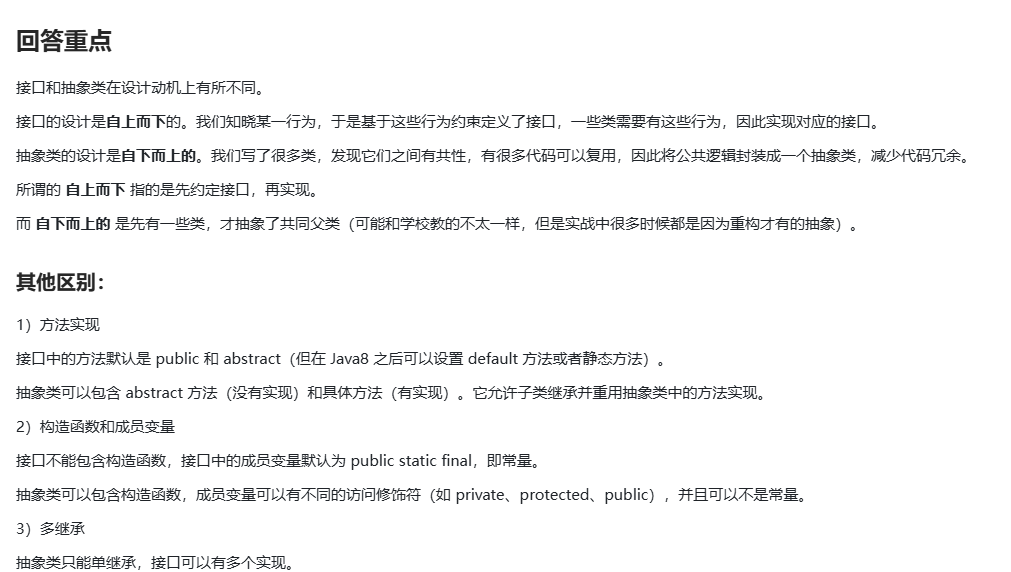 回答重点
接口和抽象类在设计动机上有所不同。
接口的设计是自上而下的。我们知晓某一行为，于是基于这些行为约束定义了接口，一些类需要有这些行为，因此实现对应的接口。
抽象类的设计是自下而上的。我们写了很多类，发现它们之间有共性，有很多代码可以复用，因此将公共逻辑封装成一个抽象类，减少代码冗余。
所谓的 自上而下 指的是先约定接口，再实现。
而 自下而上的 是先有一些类，才抽象了共同父类（可能和学校教的不太一样，但是实战中很多时候都是因为重构才有的抽象）。
其他区别：
1）方法实现
接口中的方法默认是 public 和 abstract（但在 Java8 之后可以设置 default 方法或者静态方法）。
抽象类可以包含 abstract 方法（没有实现）和具体方法（有实现）。它允许子类继承并重用抽象类中的方法实现。
2）构造函数和成员变量
接口不能包含构造函数，接口中的成员变量默认为 public static final，即常量。
抽象类可以包含构造函数，成员变量可以有不同的访问修饰符（如 private、protected、public），并且可以不是常量。
3）多继承
抽象类只能单继承，接口可以有多个实现。